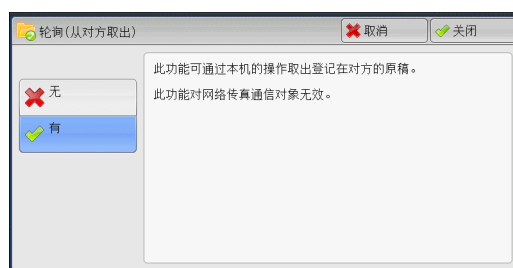 轮询(从对方取出)
取消
关闭
此功能可通过本机的操作取出登记在对方的原稿。
此功能对网络传真通信对象无效。
无
有